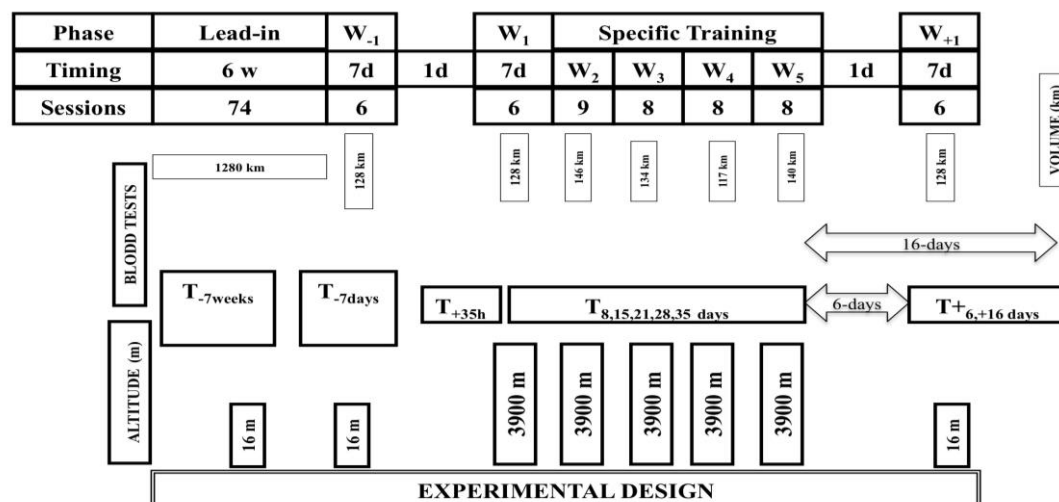 Phase Lead-in W-1 W1 Specific Training W+1
Timing 6 w 7d 1d 7d W2 W3 W4 W5 1d 7d
Sessions 74 6 6 9 8 8 8 6
VOLUME (km)
1280 km 128 km 128 km 146 km 134 km 117 km 140 km 128 km
BLODD TESTS
16-days
T-7weeks T-7days T+35h T8,15,21,28,35 days 6-days T+6,+16 days
ALTITUDE (m)
16 m 16 m 3900 m 3900 m 3900 m 3900 m 3900 m 16 m
EXPERIMENTAL DESIGN